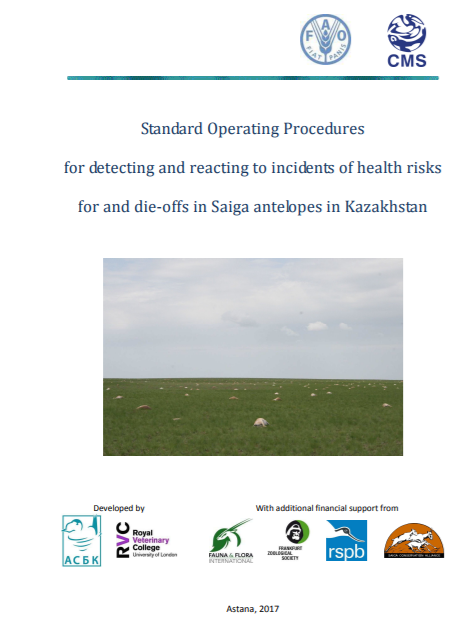 F A O
FIAT PANIS
CMS
Standard Operating Procedures
for detecting and reacting to incidents of health risks
for and die-offs in Saiga antelopes in Kazakhstan
Developed by
With additional financial support from
АСБК
RVC
Royal
Veterinary
College
University of London
FAUNA & FLORA
INTERNATIONAL
FRANKFURT
ZOOLOGICAL
SOCIETY
rspb
SAIGA CONSERVATION ALLIANCE
Astana, 2017